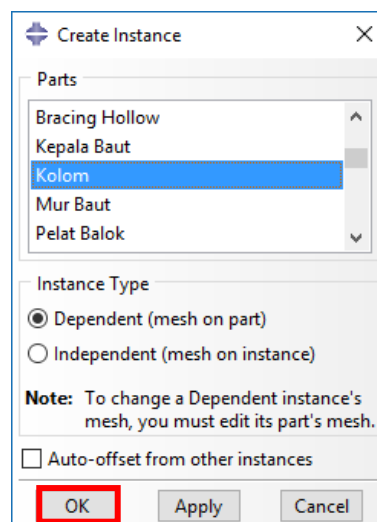 Create Instance
Parts
Bracing Hollow
Kepala Baut
Kolom
Mur Baut
Pelat Balok
Instance Type
Dependent (mesh on part)
Independent (mesh on instance)
Note: To change a Dependent instance's
mesh, you must edit its part's mesh.
Auto-offset from other instances
OK Apply Cancel